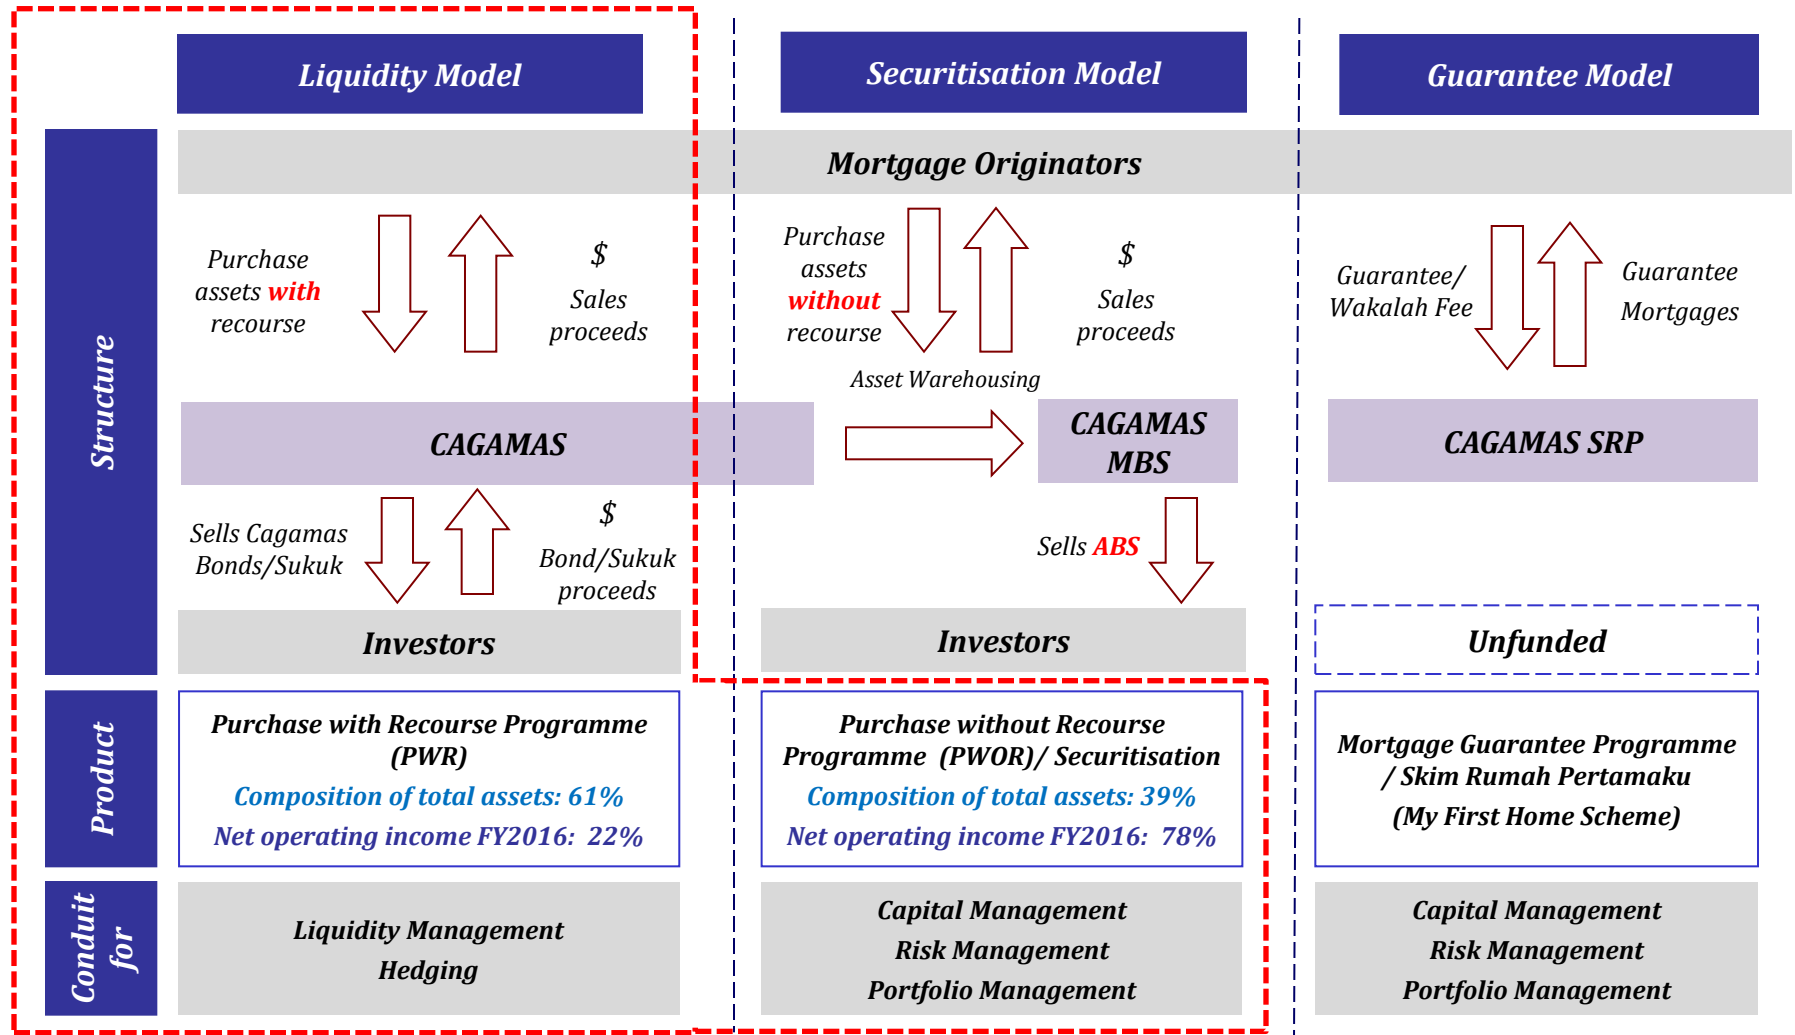 Liquidity Model
Securitisation Model
Guarantee Model
Structure
Mortgage Originators
Purchase
assets with
recourse
$
Sales
proceeds
Purchase
assets
without
recourse
$
Sales
proceeds
Guarantee/
Wakalah Fee
Guarantee
Mortgages
Asset Warehousing
CAGAMAS
CAGAMAS
MBS
CAGAMAS SRP
Sells Cagamas
Bonds/Sukuk
$
Bond/Sukuk
proceeds
Sells ABS
Investors
Investors
Unfunded
Product
Purchase with Recourse Programme
(PWR)
Composition of total assets: 61%
Net operating income FY2016: 22%
Purchase without Recourse
Programme (PWOR)/ Securitisation
Composition of total assets: 39%
Net operating income FY2016: 78%
Mortgage Guarantee Programme
/ Skim Rumah Pertamaku
(My First Home Scheme)
Conduit
for
Liquidity Management
Hedging
Capital Management
Risk Management
Portfolio Management
Capital Management
Risk Management
Portfolio Management